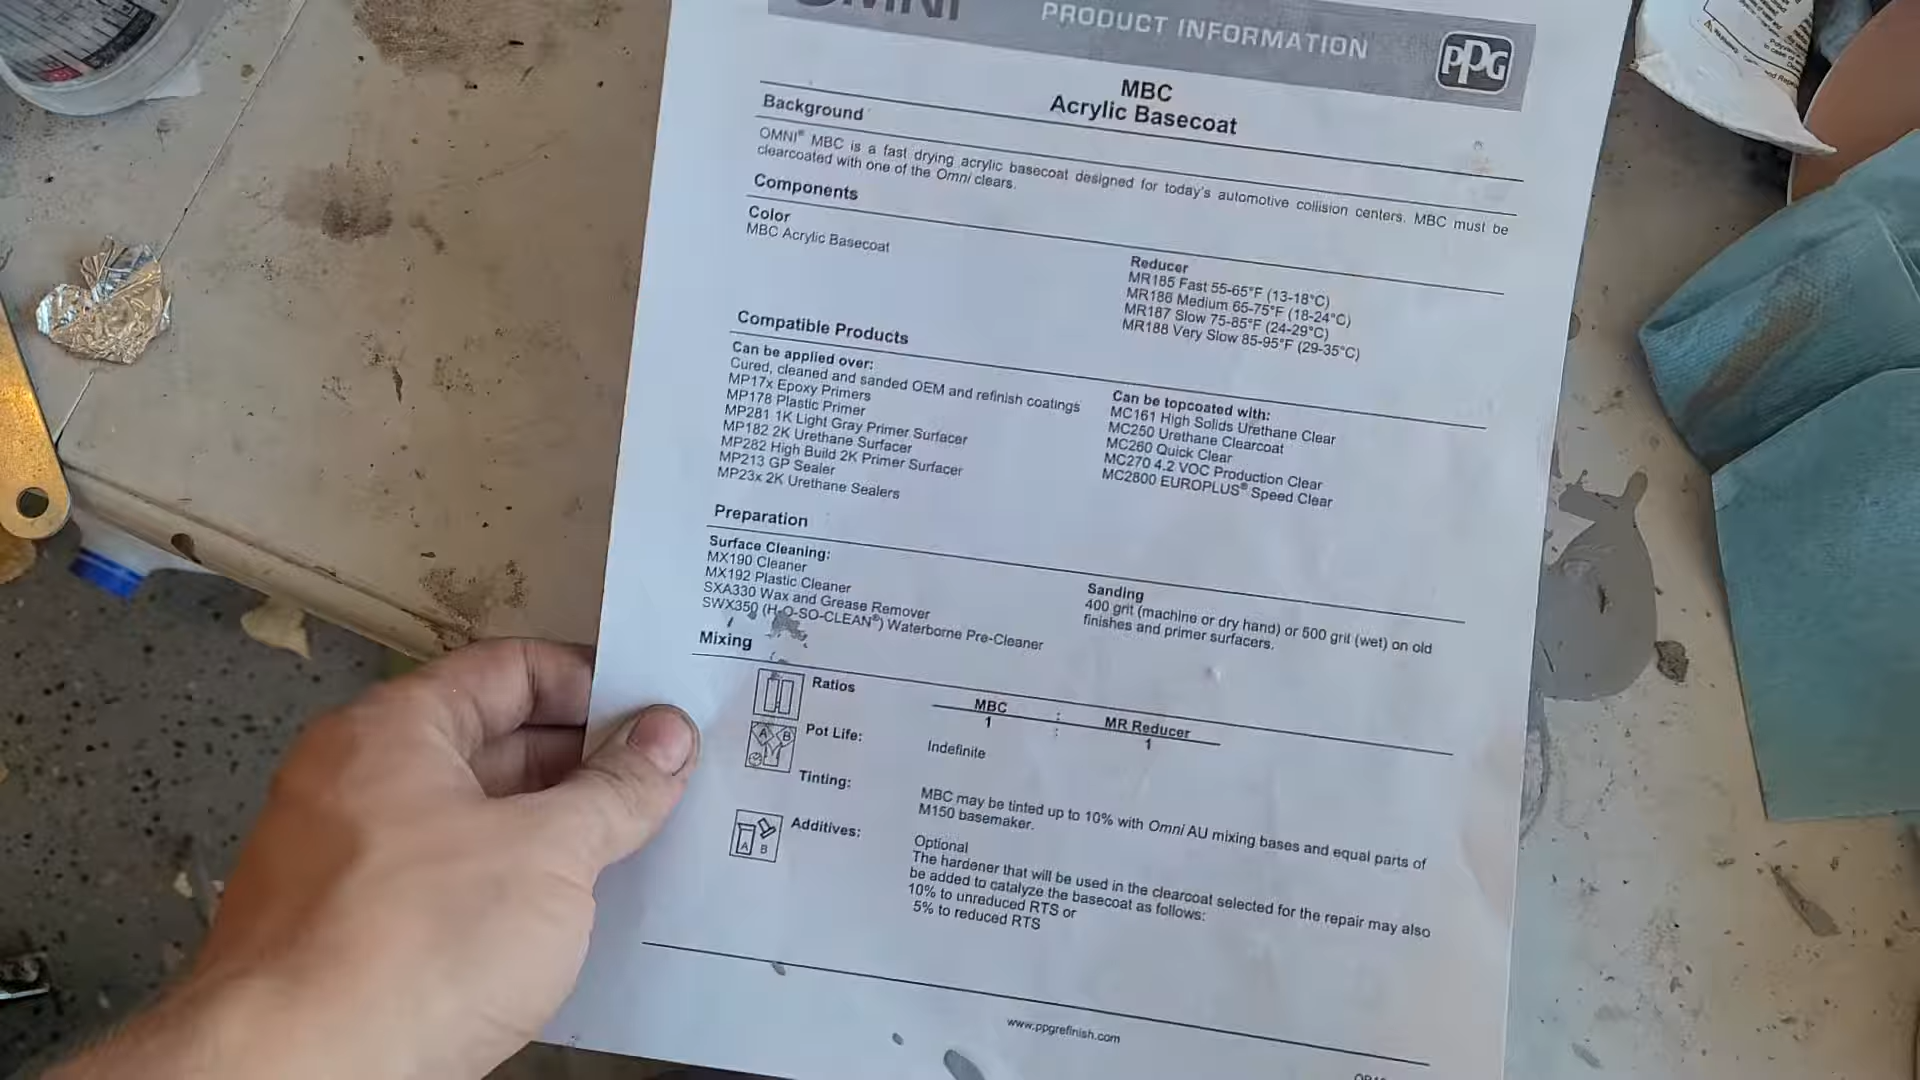 OMNI
PRODUCT INFORMATION
PPG
MBC
Acrylic Basecoat
Background
OMNI® MBC is a fast drying acrylic basecoat designed for today's automotive collision centers. MBC must be
clearcoated with one of the Omni clears.
Components
Color
MBC Acrylic Basecoat
Reducer
MR185 Fast 55-65°F (13-18°C)
MR186 Medium 65-75°F (18-24°C)
MR187 Slow 75-85°F (24-29°C)
MR188 Very Slow 85-95°F (29-35°C)
Compatible Products
Can be applied over:
Cured, cleaned and sanded OEM and refinish coatings
MP17x Epoxy Primers
MP178 Plastic Primer
MP281 1K Light Gray Primer Surfacer
MP182 2K Urethane Surfacer
MP282 High Build 2K Primer Surfacer
MP213 GP Sealer
MP23x 2K Urethane Sealers
Can be topcoated with:
MC161 High Solids Urethane Clear
MC250 Urethane Clearcoat
MC260 Quick Clear
MC270 4.2 VOC Production Clear
MC2800 EUROPLUS® Speed Clear
Preparation
Surface Cleaning:
MX190 Cleaner
MX192 Plastic Cleaner
SXA330 Wax and Grease Remover
SWX350 (H2O-SO-CLEAN®) Waterborne Pre-Cleaner
Sanding
400 grit (machine or dry hand) or 500 grit (wet) on old
finishes and primer surfacers.
Mixing
Ratios
MBC : MR Reducer
1 : 1
A B
Pot Life:
Indefinite
Tinting:
MBC may be tinted up to 10% with Omni AU mixing bases and equal parts of
M150 basemaker.
A B
Additives:
Optional
The hardener that will be used in the clearcoat selected for the repair may also
be added to catalyze the basecoat as follows:
10% to unreduced RTS or
5% to reduced RTS
www.ppgrefinish.com